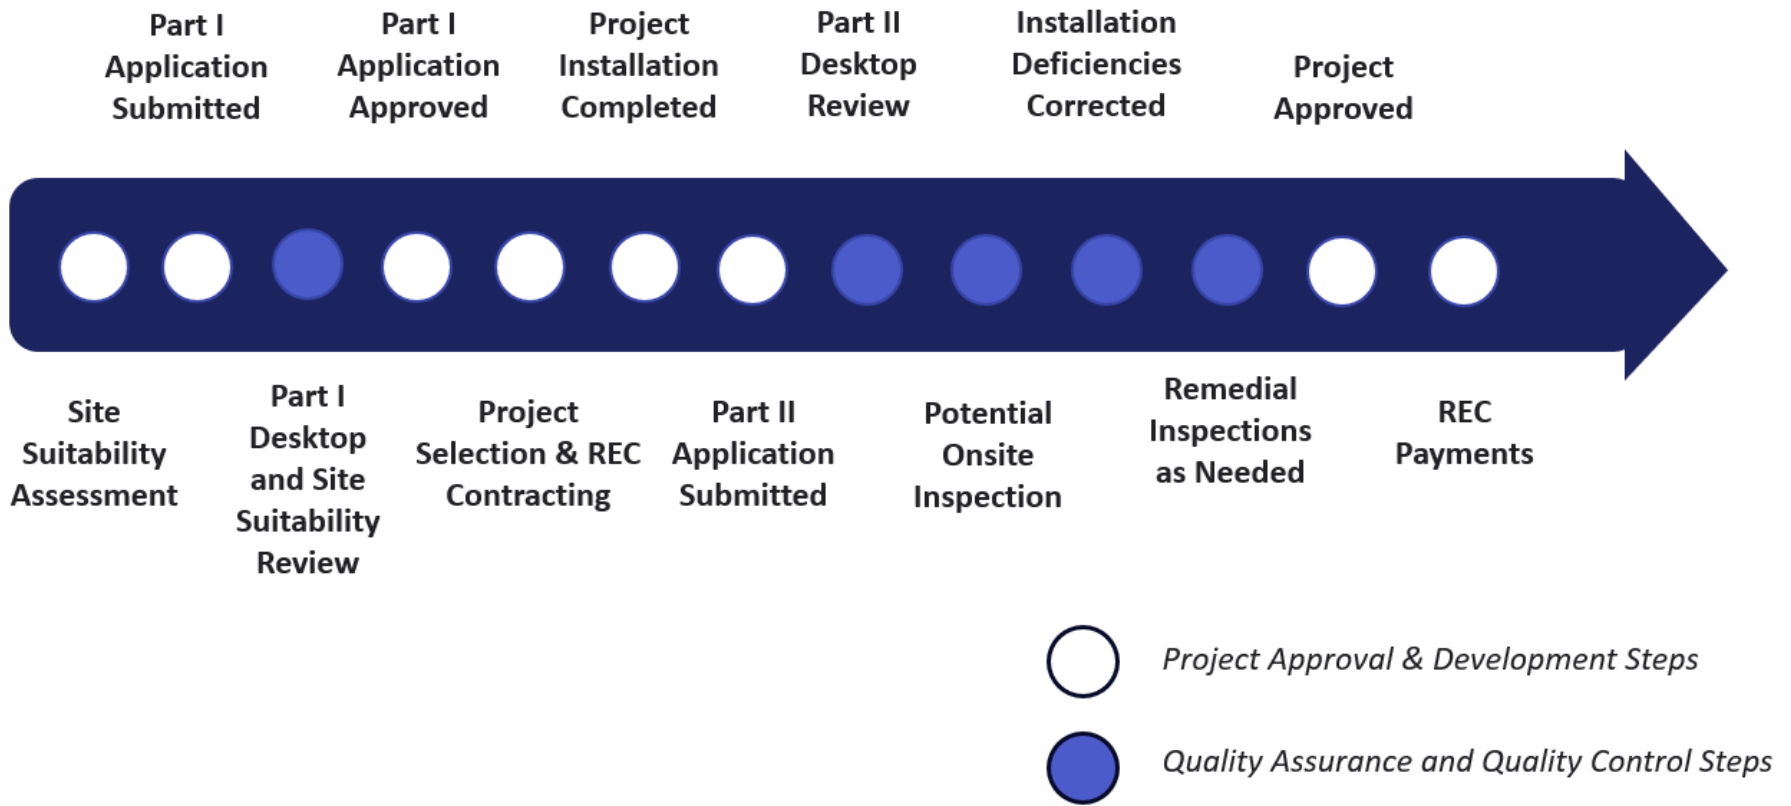 Part I
Application
Submitted
Part I
Application
Approved
Project
Installation
Completed
Part II
Desktop
Review
Installation
Deficiencies
Corrected
Project
Approved
Site
Suitability
Assessment
Part I
Desktop
and Site
Suitability
Review
Project
Selection & REC
Contracting
Part II
Application
Submitted
Potential
Onsite
Inspection
Remedial
Inspections
as Needed
REC
Payments
Project Approval & Development Steps
Quality Assurance and Quality Control Steps